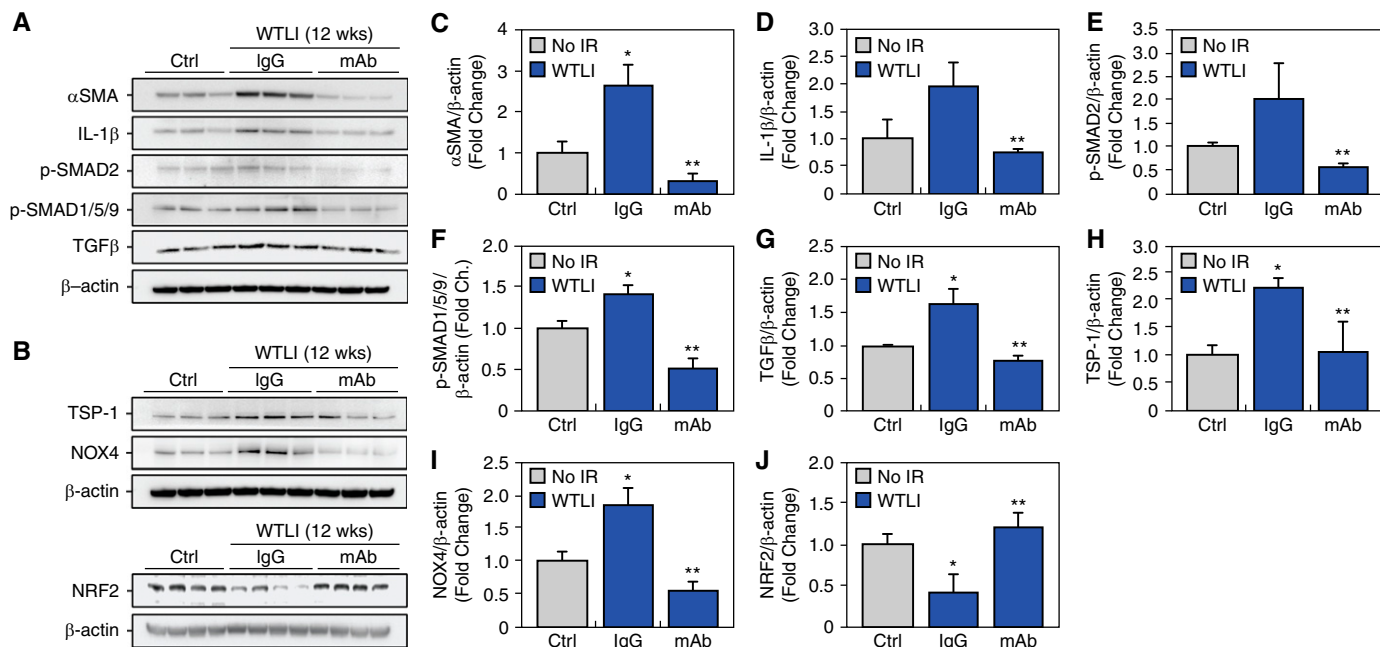 A
WTLI (12 wks)
Ctrl IgG mAb
αSMA
IL-1β
p-SMAD2
p-SMAD1/5/9
TGFβ
β–actin
B
WTLI (12 wks)
Ctrl IgG mAb
TSP-1
NOX4
β-actin
WTLI (12 wks)
Ctrl IgG mAb
NRF2
β-actin
C
αSMA/β-actin
(Fold Change)
4
3
2
1
0
No IR
WTLI
*
**
Ctrl IgG mAb
D
IL-1β/β-actin
(Fold Change)
3.0
2.5
2.0
1.5
1.0
0.5
0
No IR
WTLI
**
Ctrl IgG mAb
E
p-SMAD2/β-actin
(Fold Change)
3.5
3.0
2.5
2.0
1.5
1.0
0.5
0
No IR
WTLI
**
Ctrl IgG mAb
F
p-SMAD1/5/9/
β-actin (Fold Ch.)
2.0
1.5
1.0
0.5
0
No IR
WTLI
*
**
Ctrl IgG mAb
G
TGFβ/β-actin
(Fold Change)
2.5
2.0
1.5
1.0
0.5
0
No IR
WTLI
*
**
Ctrl IgG mAb
H
TSP-1/β-actin
(Fold Change)
3.0
2.5
2.0
1.5
1.0
0.5
0
No IR
WTLI
*
**
Ctrl IgG mAb
I
NOX4/β-actin
(Fold Change)
2.5
2.0
1.5
1.0
0.5
0
No IR
WTLI
*
**
Ctrl IgG mAb
J
NRF2/β-actin
(Fold Change)
2.0
1.5
1.0
0.5
0
No IR
WTLI
*
**
Ctrl IgG mAb